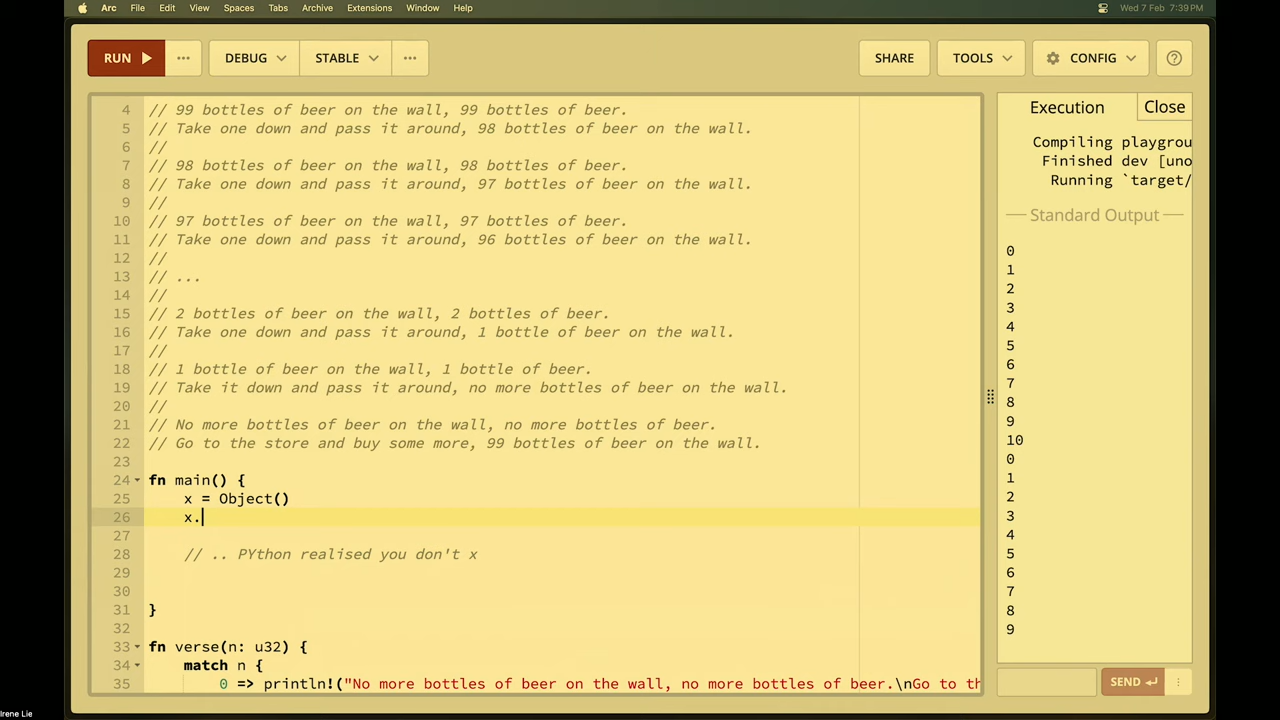 Arc File Edit View Spaces Tabs Archive Extensions Window Help Wed 7 Feb 7:39 PM
RUN ... DEBUG STABLE ... SHARE TOOLS CONFIG ?
4 // 99 bottles of beer on the wall, 99 bottles of beer.
5 // Take one down and pass it around, 98 bottles of beer on the wall.
6 //
7 // 98 bottles of beer on the wall, 98 bottles of beer.
8 // Take one down and pass it around, 97 bottles of beer on the wall.
9 //
10 // 97 bottles of beer on the wall, 97 bottles of beer.
11 // Take one down and pass it around, 96 bottles of beer on the wall.
12 //
13 // ...
14 //
15 // 2 bottles of beer on the wall, 2 bottles of beer.
16 // Take one down and pass it around, 1 bottle of beer on the wall.
17 //
18 // 1 bottle of beer on the wall, 1 bottle of beer.
19 // Take it down and pass it around, no more bottles of beer on the wall.
20 //
21 // No more bottles of beer on the wall, no more bottles of beer.
22 // Go to the store and buy some more, 99 bottles of beer on the wall.
23
24 fn main() {
25 x = Object()
26 x.
27
28 // .. PYthon realised you don't x
29
30
31 }
32
33 fn verse(n: u32) {
34 match n {
35 0 => println!("No more bottles of beer on the wall, no more bottles of beer.\nGo to th
Execution Close
Compiling playgrou
Finished dev [uno
Running `target/
Standard Output
0
1
2
3
4
5
6
7
8
9
10
0
1
2
3
4
5
6
7
8
9
SEND
Irene Lie